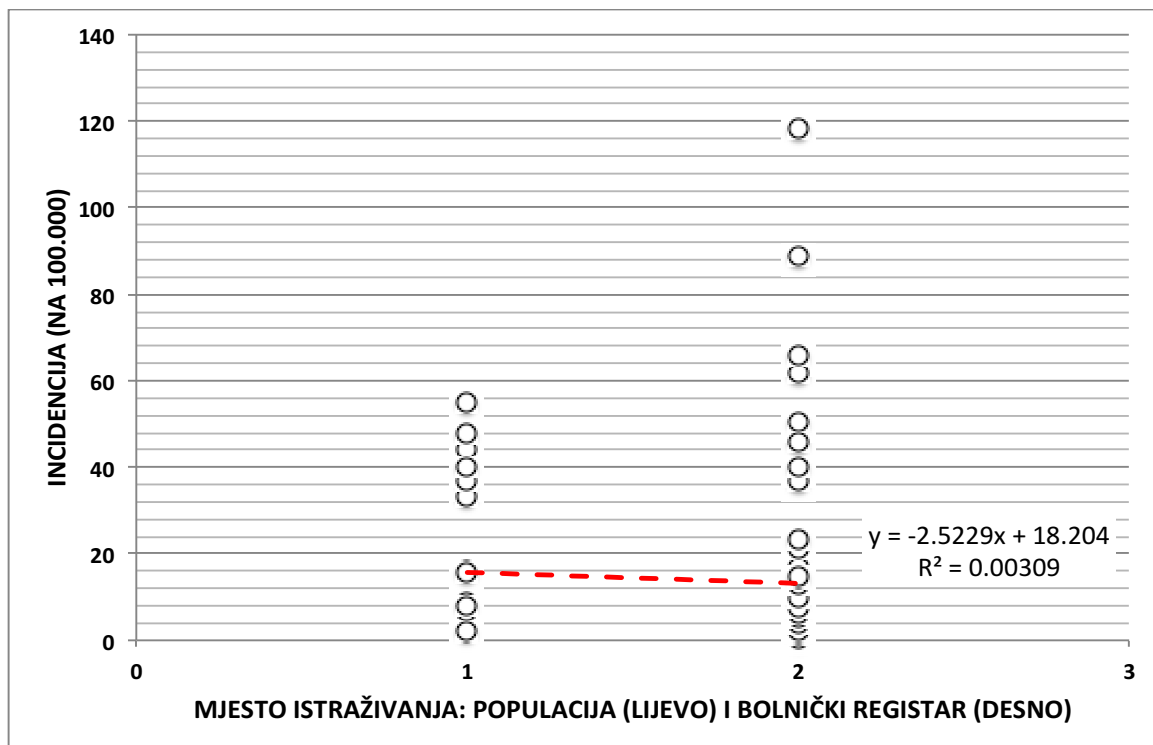 140
120
100
80
60
40
20
0
INCIDENCIJA (NA 100.000)
y = -2.5229x + 18.204
R² = 0.00309
0 1 2 3
MJESTO ISTRAŽIVANJA: POPULACIJA (LIJEVO) I BOLNIČKI REGISTAR (DESNO)